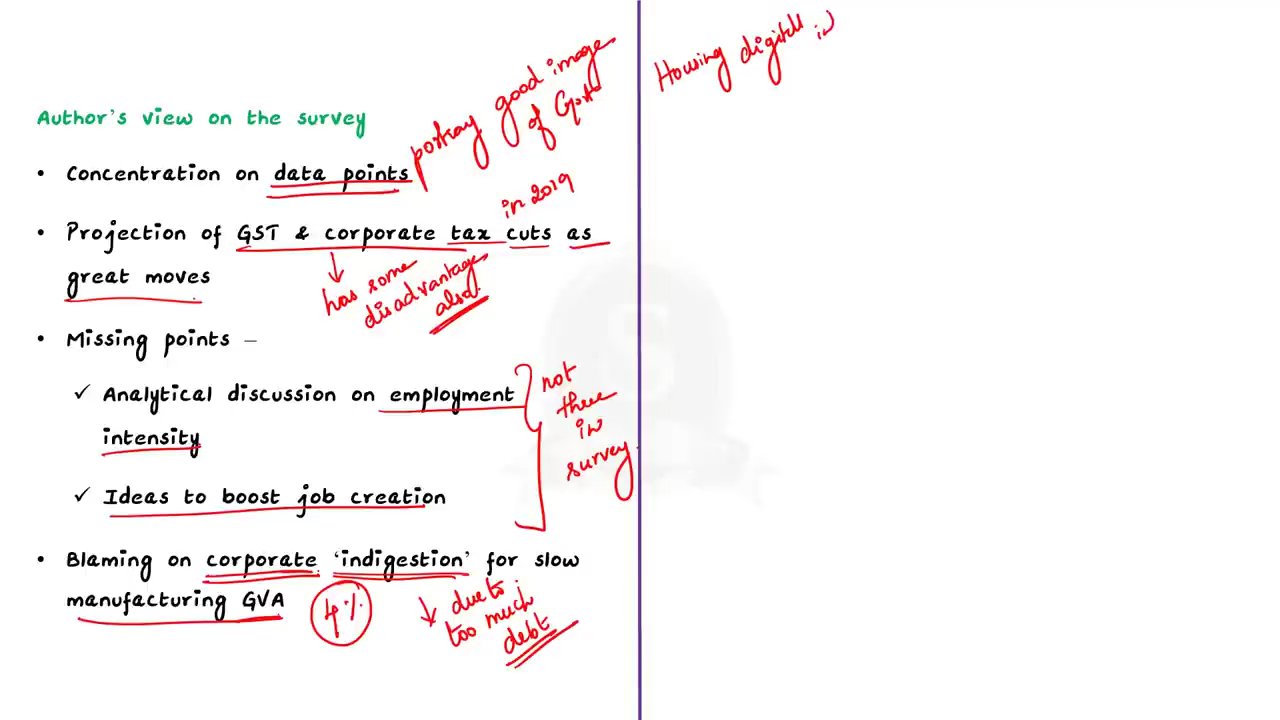 Author's view on the survey
• Concentration on data points
portray good image
of Govt
• Projection of GST & corporate tax cuts as
in 2019
great moves
has some
disadvantage
also.
• Missing points –
✓ Analytical discussion on employment
intensity
✓ Ideas to boost job creation
not
there
in
survey
• Blaming on corporate 'indigestion' for slow
manufacturing GVA
4%
due to
too much
debt
Housing